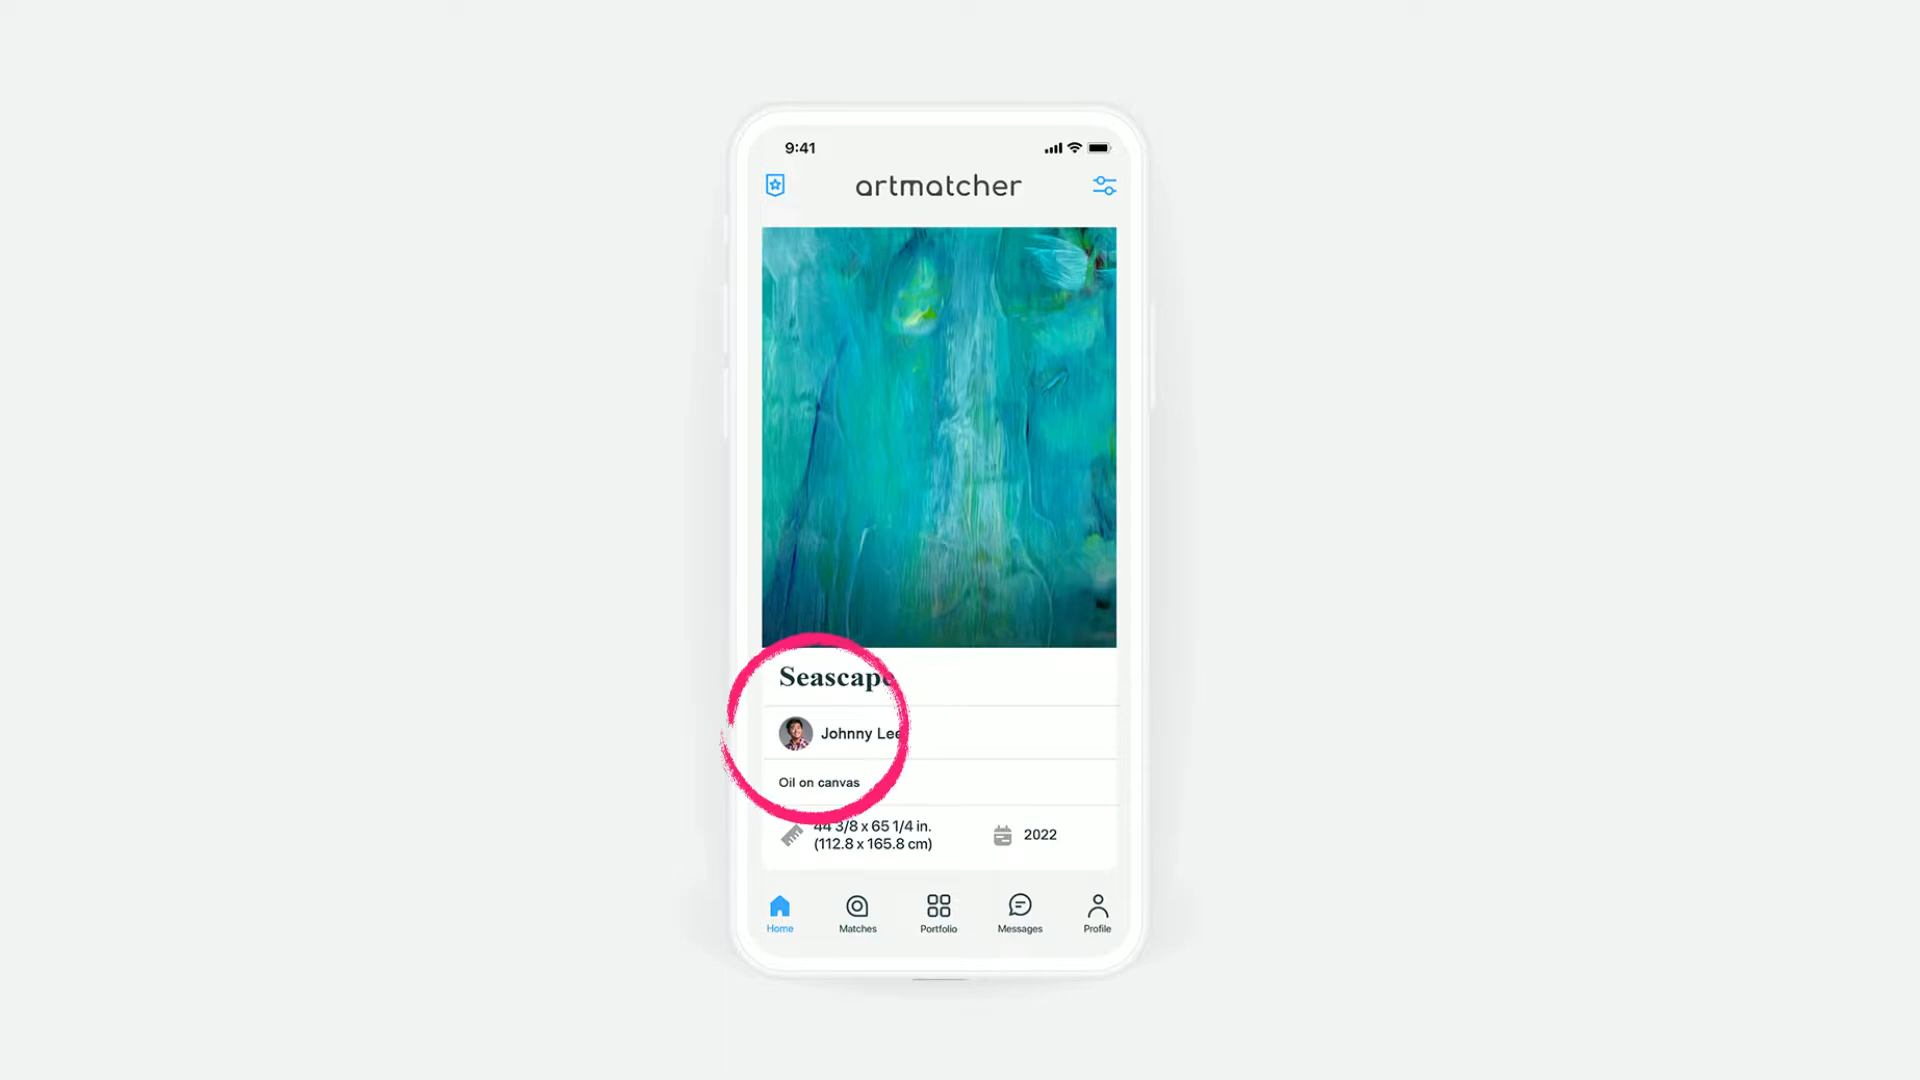 9:41
artmatcher
Seascape
Johnny Lee
Oil on canvas
44 3/8 x 65 1/4 in.
(112.8 x 165.8 cm)
2022
Home
Matches
Portfolio
Messages
Profile